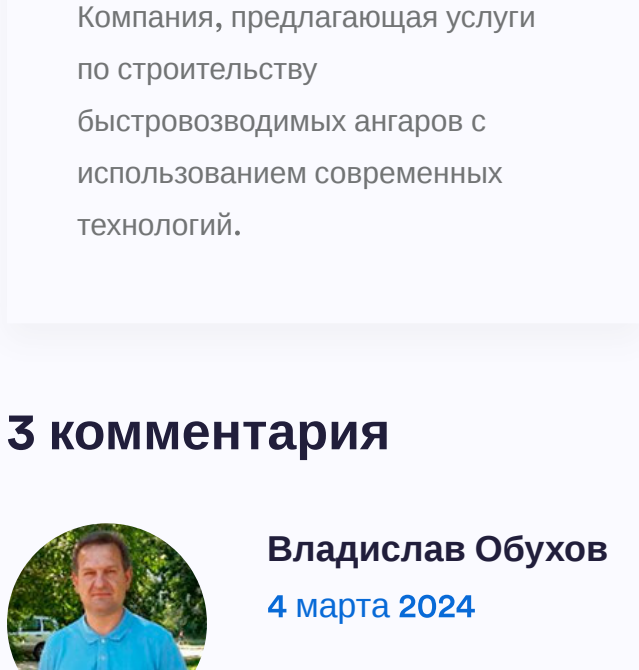 Компания, предлагающая услуги
по строительству
быстровозводимых ангаров с
использованием современных
технологий.
3 комментария
Владислав Обухов
4 марта 2024